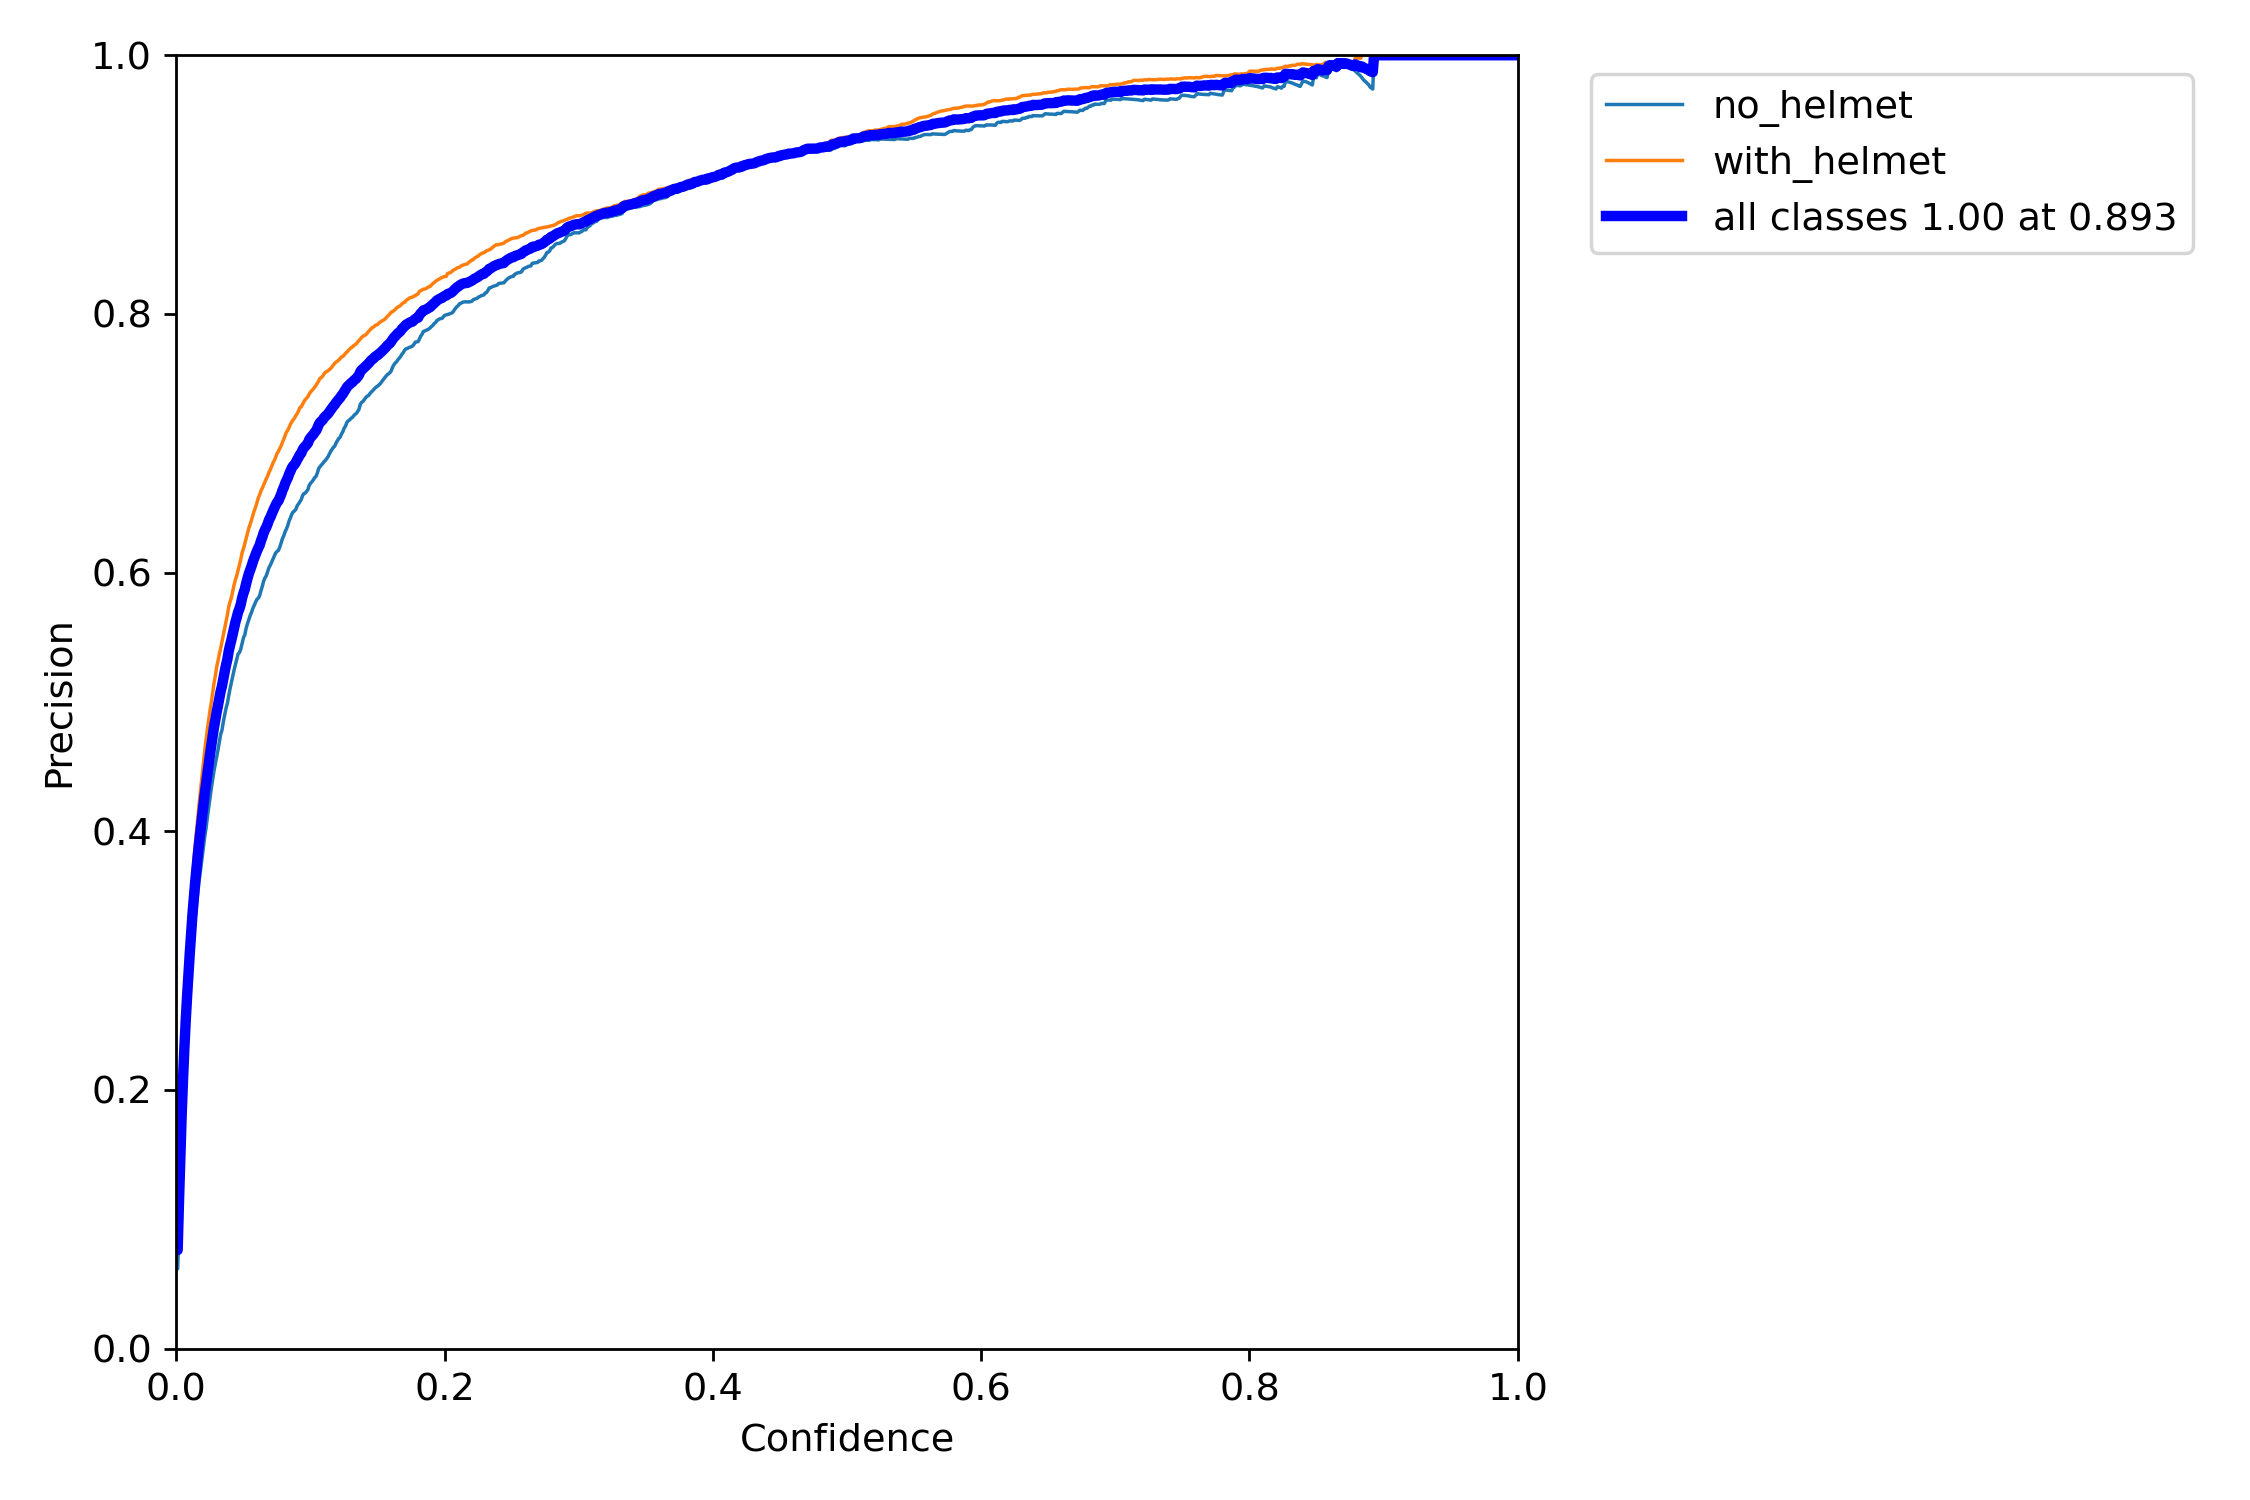 1.0
0.8
0.6
0.4
0.2
0.0
Precision
0.0 0.2 0.4 0.6 0.8 1.0
Confidence
no_helmet
with_helmet
all classes 1.00 at 0.893